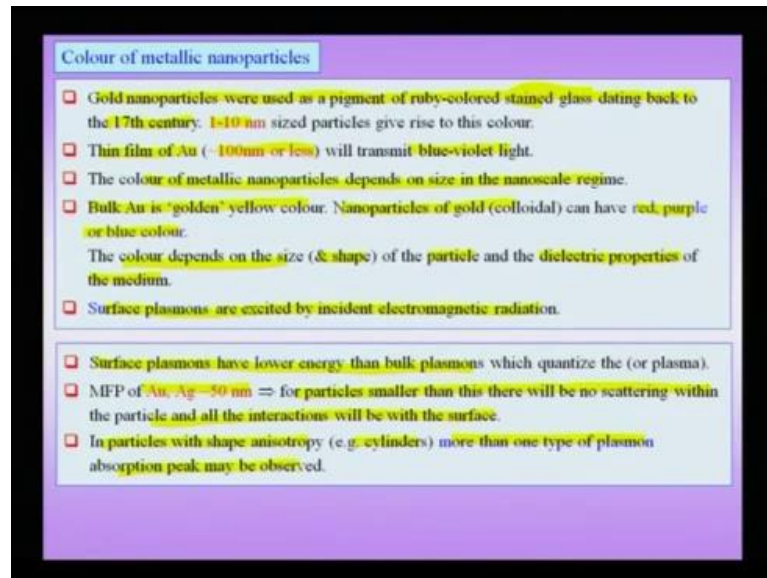 Colour of metallic nanoparticles
Gold nanoparticles were used as a pigment of ruby-colored stained glass dating back to
the 17th century. 1-10 nm sized particles give rise to this colour.
Thin film of Au (~100nm or less) will transmit blue-violet light.
The colour of metallic nanoparticles depends on size in the nanoscale regime.
Bulk Au is ‘golden’ yellow colour. Nanoparticles of gold (colloidal) can have red, purple
or blue colour.
The colour depends on the size (& shape) of the particle and the dielectric properties of
the medium.
Surface plasmons are excited by incident electromagnetic radiation.
Surface plasmons have lower energy than bulk plasmons which quantize the (or plasma).
MFP of Au, Ag ~50 nm ⇒ for particles smaller than this there will be no scattering within
the particle and all the interactions will be with the surface.
In particles with shape anisotropy (e.g. cylinders) more than one type of plasmon
absorption peak may be observed.